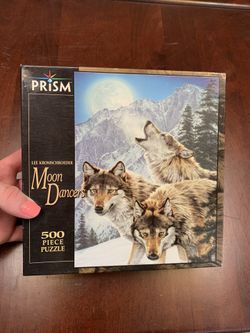 PRISM
LEE KROMSCHROEDER
Moon
Dancers
500
PIECE
PUZZLE